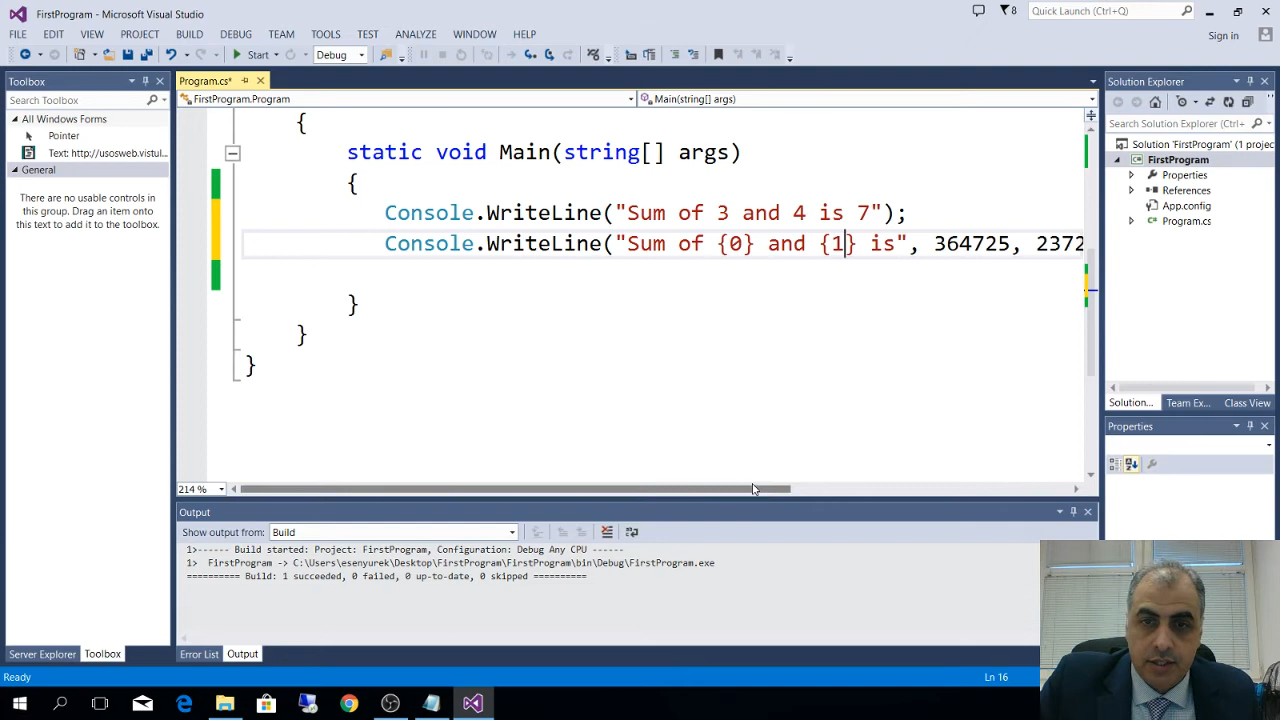 FirstProgram - Microsoft Visual Studio
8
Quick Launch (Ctrl+Q)
FILE EDIT VIEW PROJECT BUILD DEBUG TEAM TOOLS TEST ANALYZE WINDOW HELP
Sign in
Start Debug
Toolbox
Search Toolbox
All Windows Forms
Pointer
Text: http://usosweb.vistul...
General
There are no usable controls in
this group. Drag an item onto
this text to add it to the toolbox.
Server Explorer Toolbox
Program.cs*
FirstProgram.Program
Main(string[] args)
{
static void Main(string[] args)
{
Console.WriteLine("Sum of 3 and 4 is 7");
Console.WriteLine("Sum of {0} and {1} is", 364725, 2372
}
}
}
214 %
Output
Show output from: Build
1>------ Build started: Project: FirstProgram, Configuration: Debug Any CPU ------
1> FirstProgram -> C:\Users\esenyurek\Desktop\FirstProgram\FirstProgram\bin\Debug\FirstProgram.exe
========== Build: 1 succeeded, 0 failed, 0 up-to-date, 0 skipped ==========
Error List Output
Solution Explorer
Search Solution Explorer (Ctrl+
Solution 'FirstProgram' (1 projec
FirstProgram
Properties
References
App.config
Program.cs
Solution... Team Ex... Class View
Properties
Ready
Ln 16